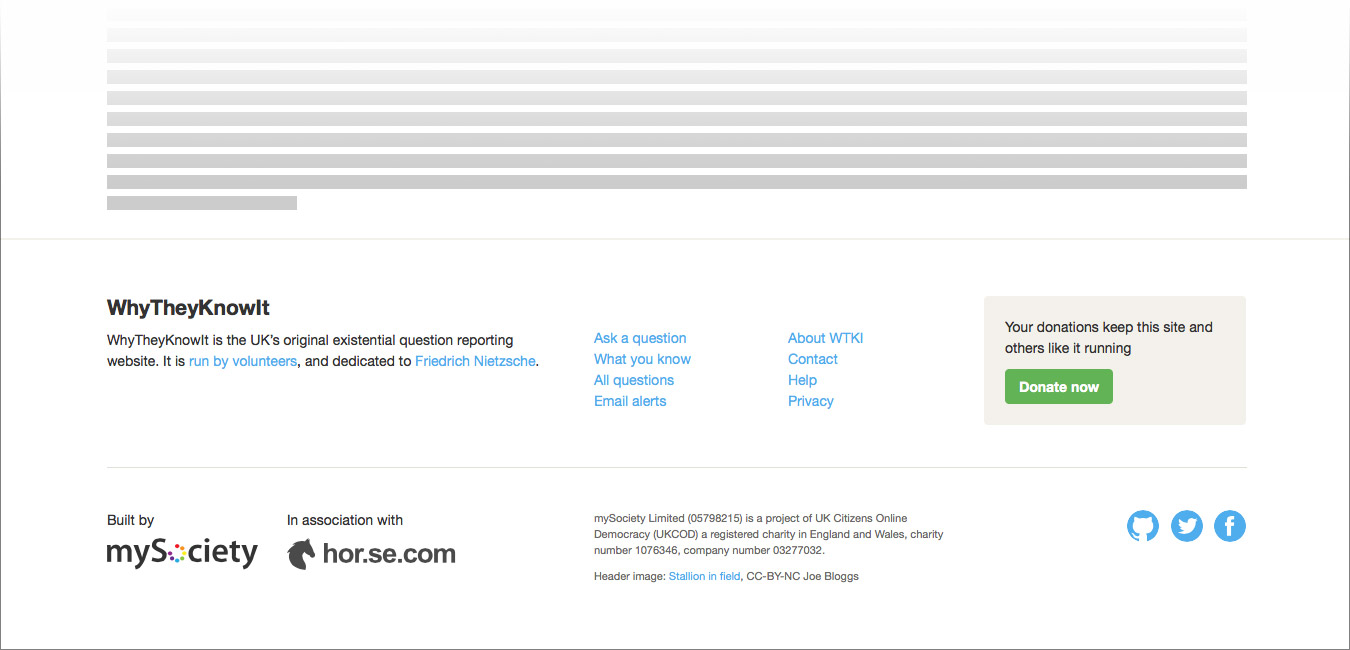 WhyTheyKnowIt
WhyTheyKnowIt is the UK's original existential question reporting
website. It is run by volunteers, and dedicated to Friedrich Nietzsche.
Ask a question
What you know
All questions
Email alerts
About WTKI
Contact
Help
Privacy
Your donations keep this site and
others like it running
Donate now
Built by
mySociety
In association with
hor.se.com
mySociety Limited (05798215) is a project of UK Citizens Online
Democracy (UKCOD) a registered charity in England and Wales, charity
number 1076346, company number 03277032.
Header image: Stallion in field, CC-BY-NC Joe Bloggs